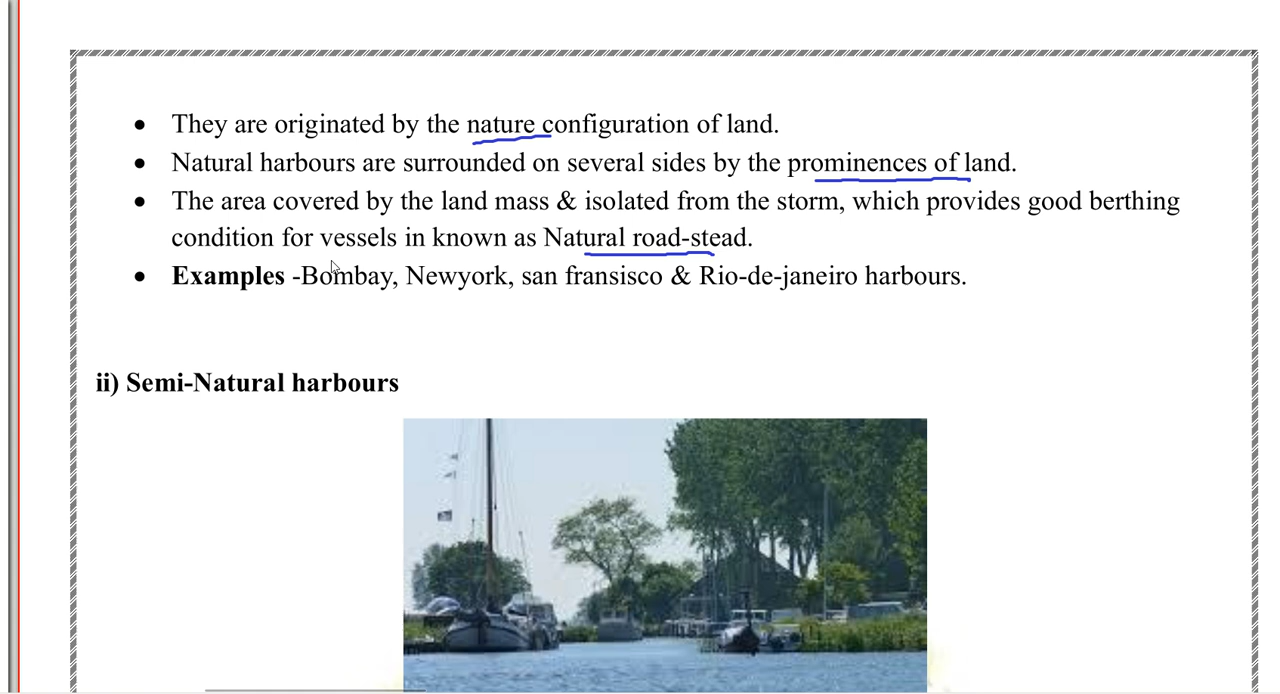 • They are originated by the nature configuration of land.
• Natural harbours are surrounded on several sides by the prominences of land.
• The area covered by the land mass & isolated from the storm, which provides good berthing
condition for vessels in known as Natural road-stead.
• Examples -Bombay, Newyork, san fransisco & Rio-de-janeiro harbours.
ii) Semi-Natural harbours